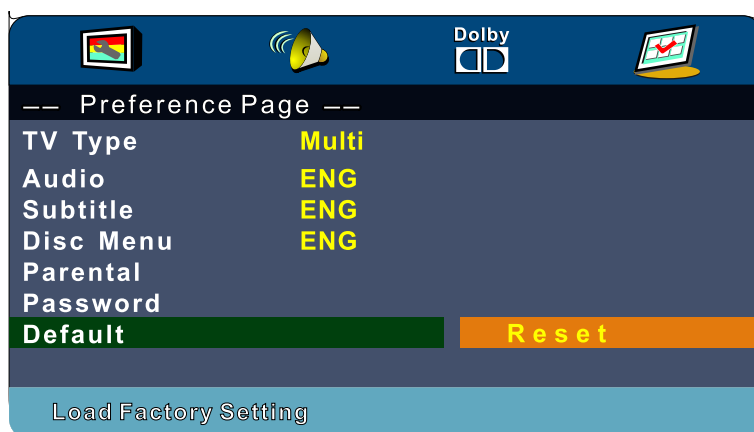 Dolby
—— Preference Page ——
TV Type Multi
Audio ENG
Subtitle ENG
Disc Menu ENG
Parental
Password
Default Reset
Load Factory Setting